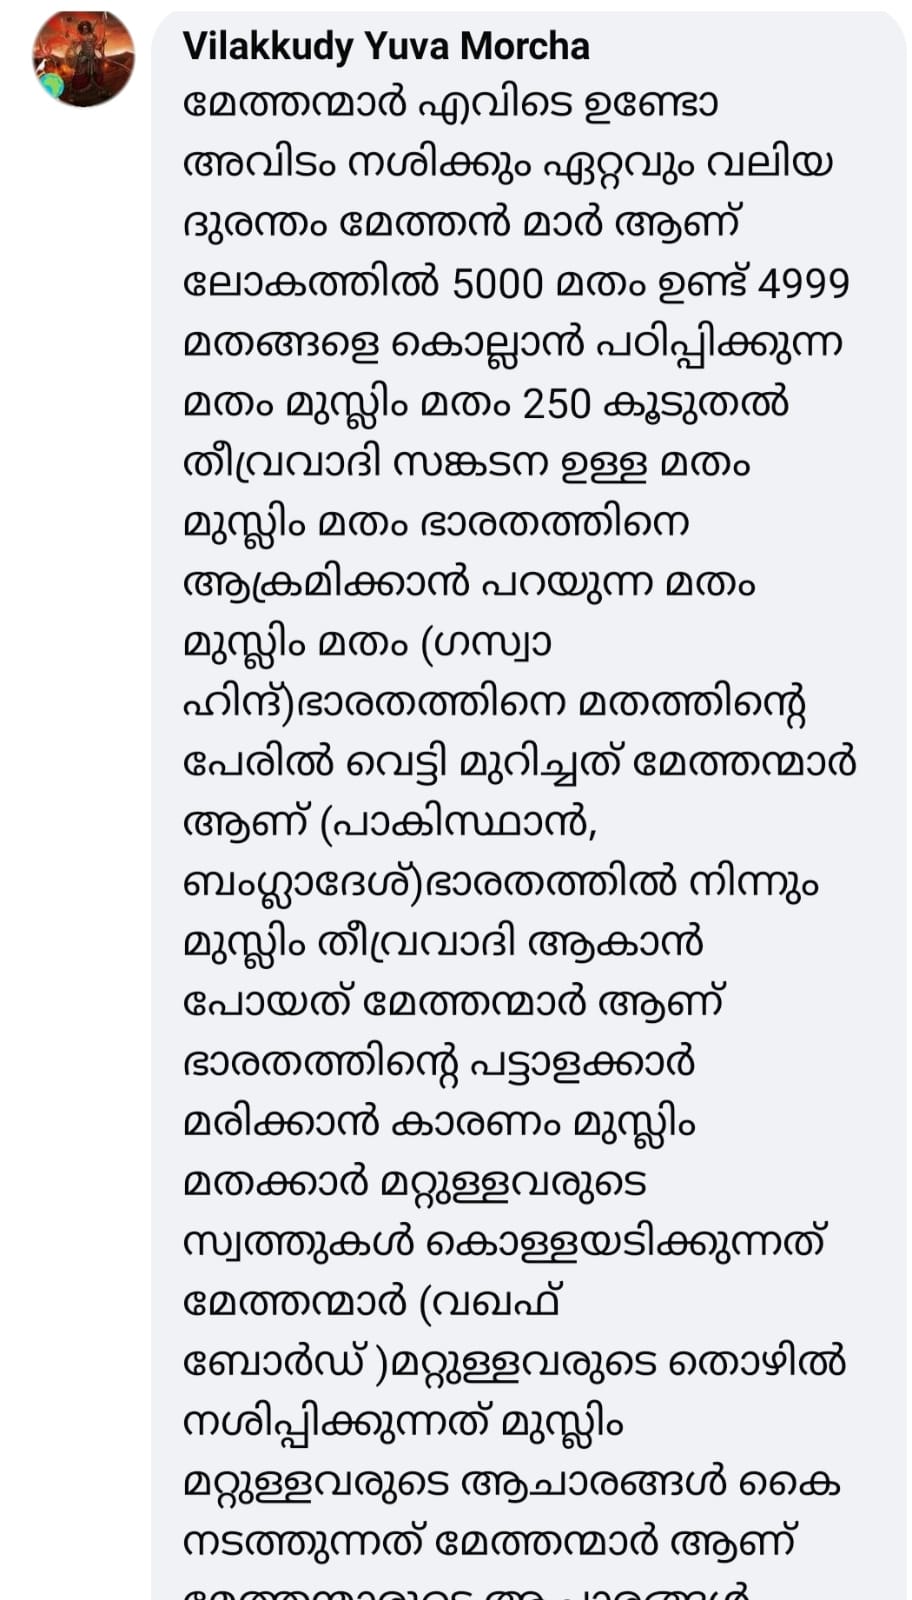 Vilakkudy Yuva Morcha
മേത്തന്മാർ എവിടെ ഉണ്ടോ
അവിടം നശിക്കും ഏറ്റവും വലിയ
ദുരന്തം മേത്തൻ മാർ ആണ്
ലോകത്തിൽ 5000 മതം ഉണ്ട് 4999
മതങ്ങളെ കൊല്ലാൻ പഠിപ്പിക്കുന്ന
മതം മുസ്ലിം മതം 250 കൂടുതൽ
തീവ്രവാദി സങ്കടന ഉള്ള മതം
മുസ്ലിം മതം ഭാരതത്തിനെ
ആക്രമിക്കാൻ പറയുന്ന മതം
മുസ്ലിം മതം (ഗസ്വാ
ഹിന്ദ്)ഭാരതത്തിനെ മതത്തിന്റെ
പേരിൽ വെട്ടി മുറിച്ചത് മേത്തന്മാർ
ആണ് (പാകിസ്ഥാൻ,
ബംഗ്ലാദേശ്)ഭാരതത്തിൽ നിന്നും
മുസ്ലിം തീവ്രവാദി ആകാൻ
പോയത് മേത്തന്മാർ ആണ്
ഭാരതത്തിന്റെ പട്ടാളക്കാർ
മരിക്കാൻ കാരണം മുസ്ലിം
മതക്കാർ മറ്റുള്ളവരുടെ
സ്വത്തുകൾ കൊള്ളയടിക്കുന്നത്
മേത്തന്മാർ (വഖഫ്
ബോർഡ് )മറ്റുള്ളവരുടെ തൊഴിൽ
നശിപ്പിക്കുന്നത് മുസ്ലിം
മറ്റുള്ളവരുടെ ആചാരങ്ങൾ കൈ
നടത്തുന്നത് മേത്തന്മാർ ആണ്